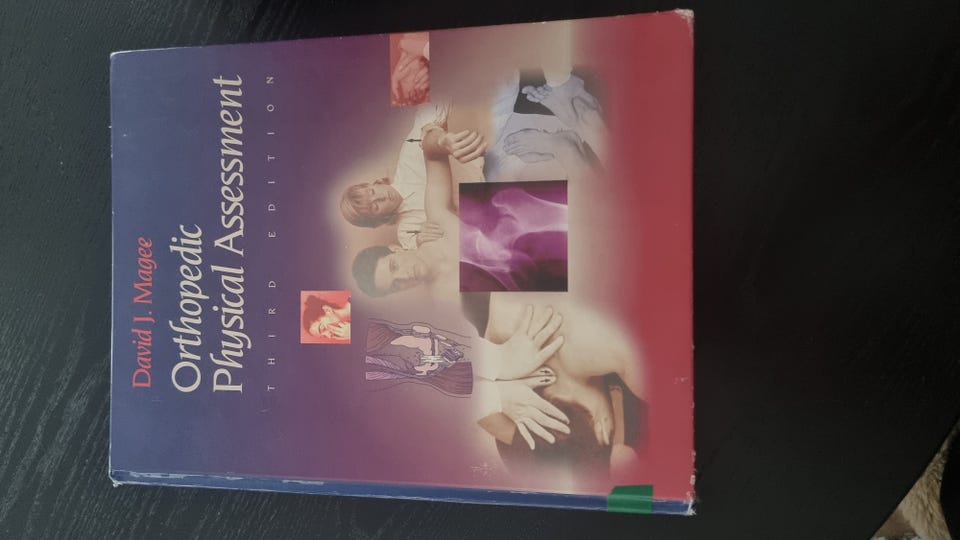 David J. Magee
Orthopedic
Physical Assessment
THIRD EDITION